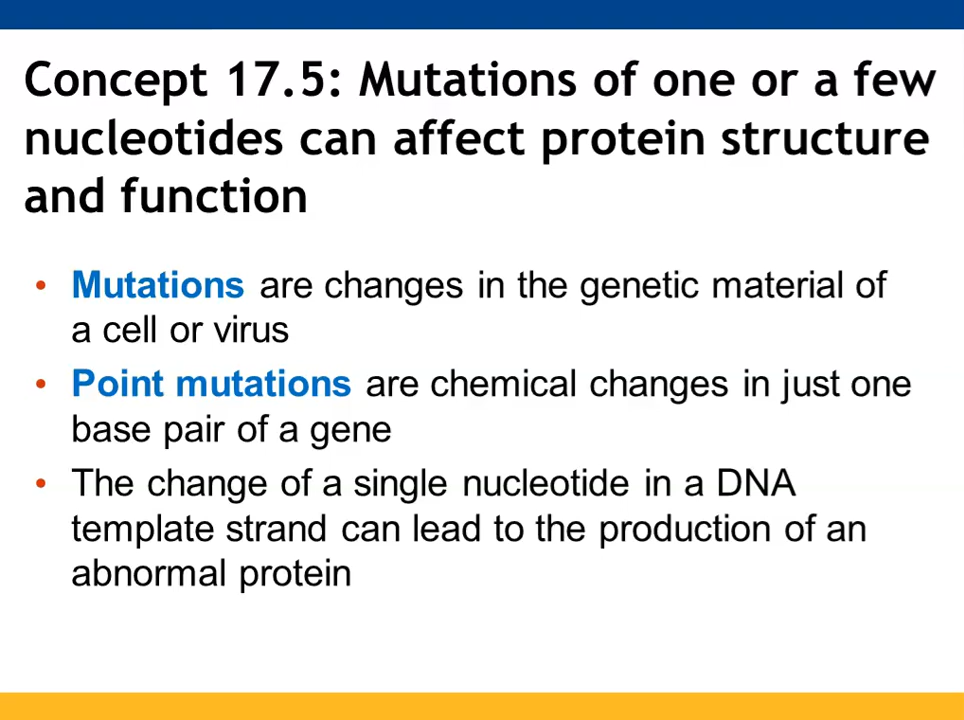 Concept 17.5: Mutations of one or a few
nucleotides can affect protein structure
and function
• Mutations are changes in the genetic material of
a cell or virus
• Point mutations are chemical changes in just one
base pair of a gene
• The change of a single nucleotide in a DNA
template strand can lead to the production of an
abnormal protein